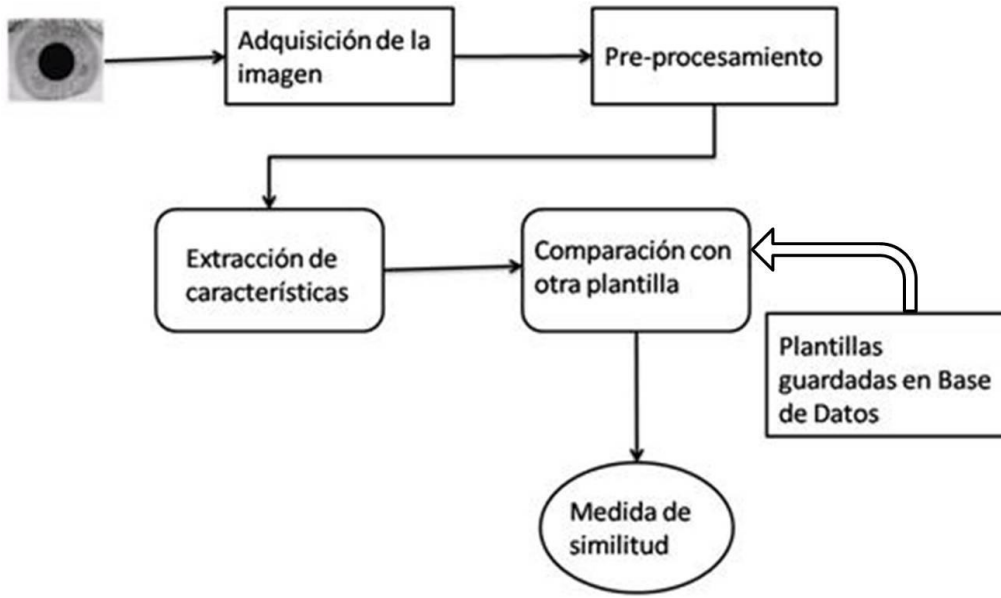 Adquisición de la
imagen
Pre-procesamiento
Extracción de
características
Comparación con
otra plantilla
Plantillas
guardadas en Base
de Datos
Medida de
similitud